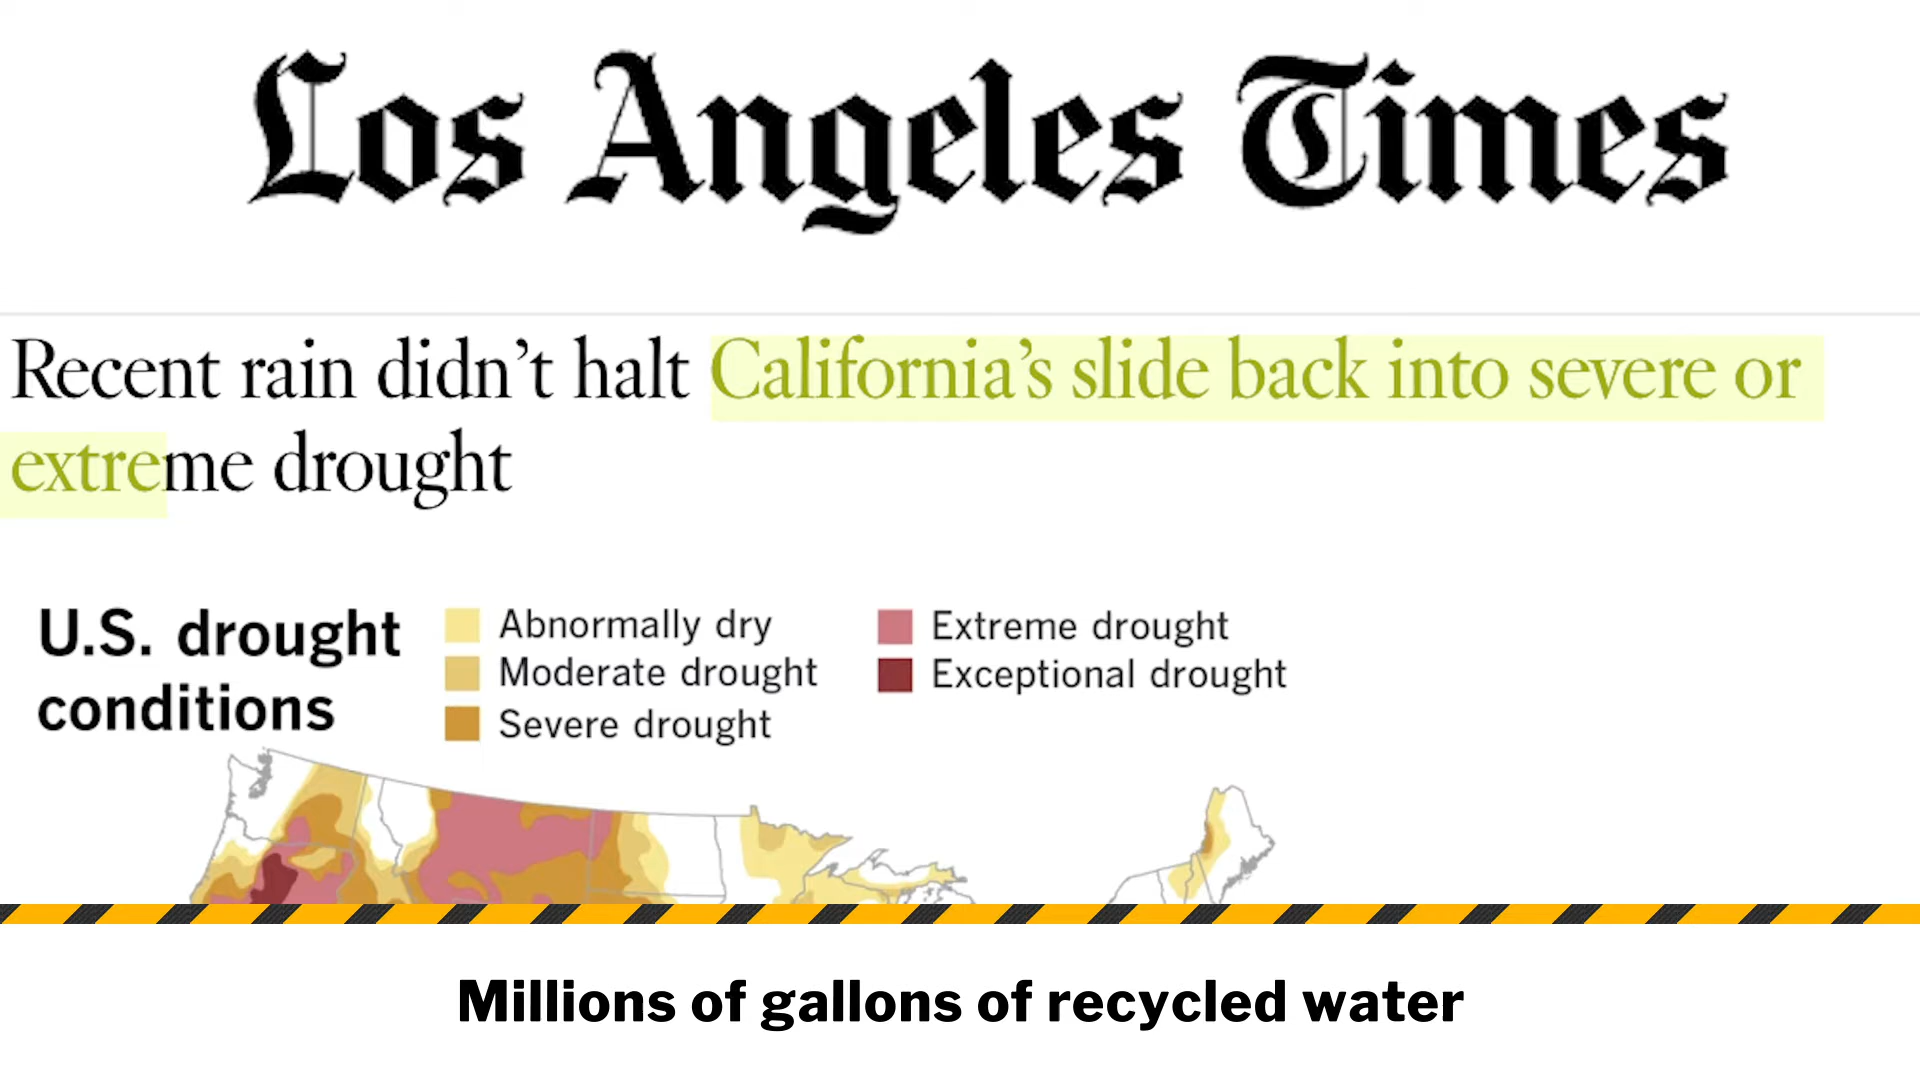 Los Angeles Times
Recent rain didn’t halt California’s slide back into severe or
extreme drought
U.S. drought
conditions
Abnormally dry
Moderate drought
Severe drought
Extreme drought
Exceptional drought
Millions of gallons of recycled water